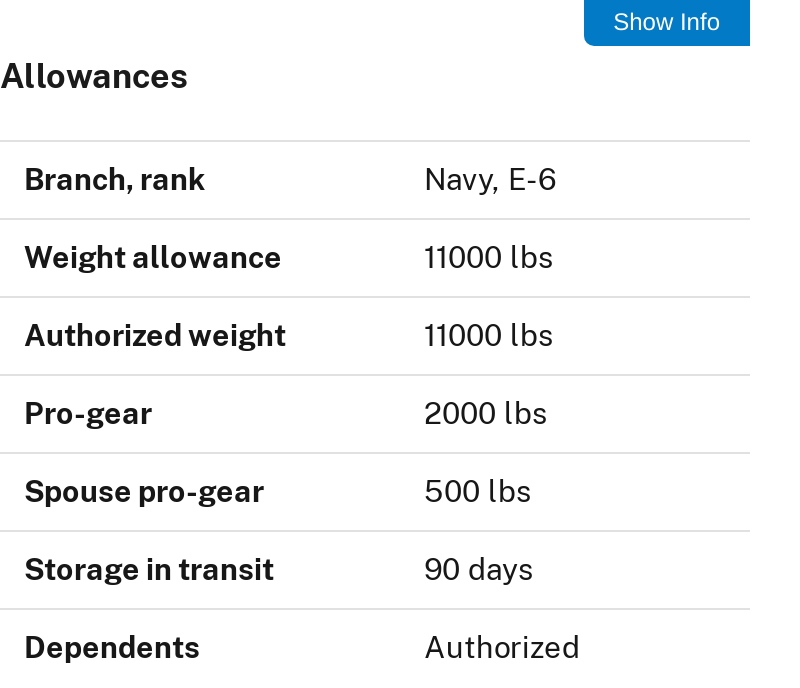 Show Info
Allowances
Branch, rank Navy, E-6
Weight allowance 11000 lbs
Authorized weight 11000 lbs
Pro-gear 2000 lbs
Spouse pro-gear 500 lbs
Storage in transit 90 days
Dependents Authorized